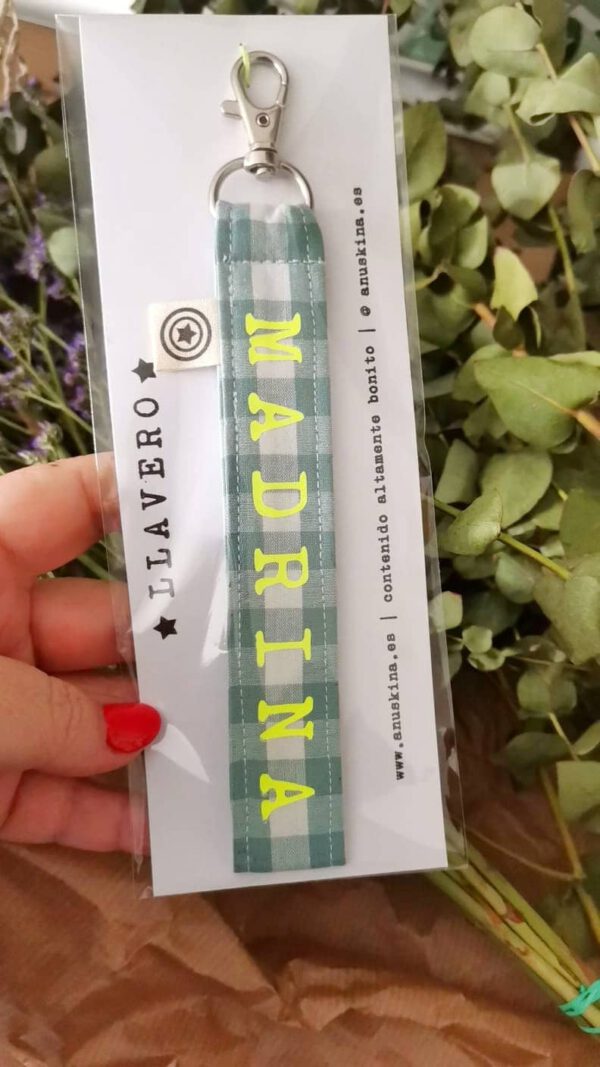 ★LLAVERO★
MADRINA
www.anuskina.es | contenido altamente bonito | @ anuskina.es